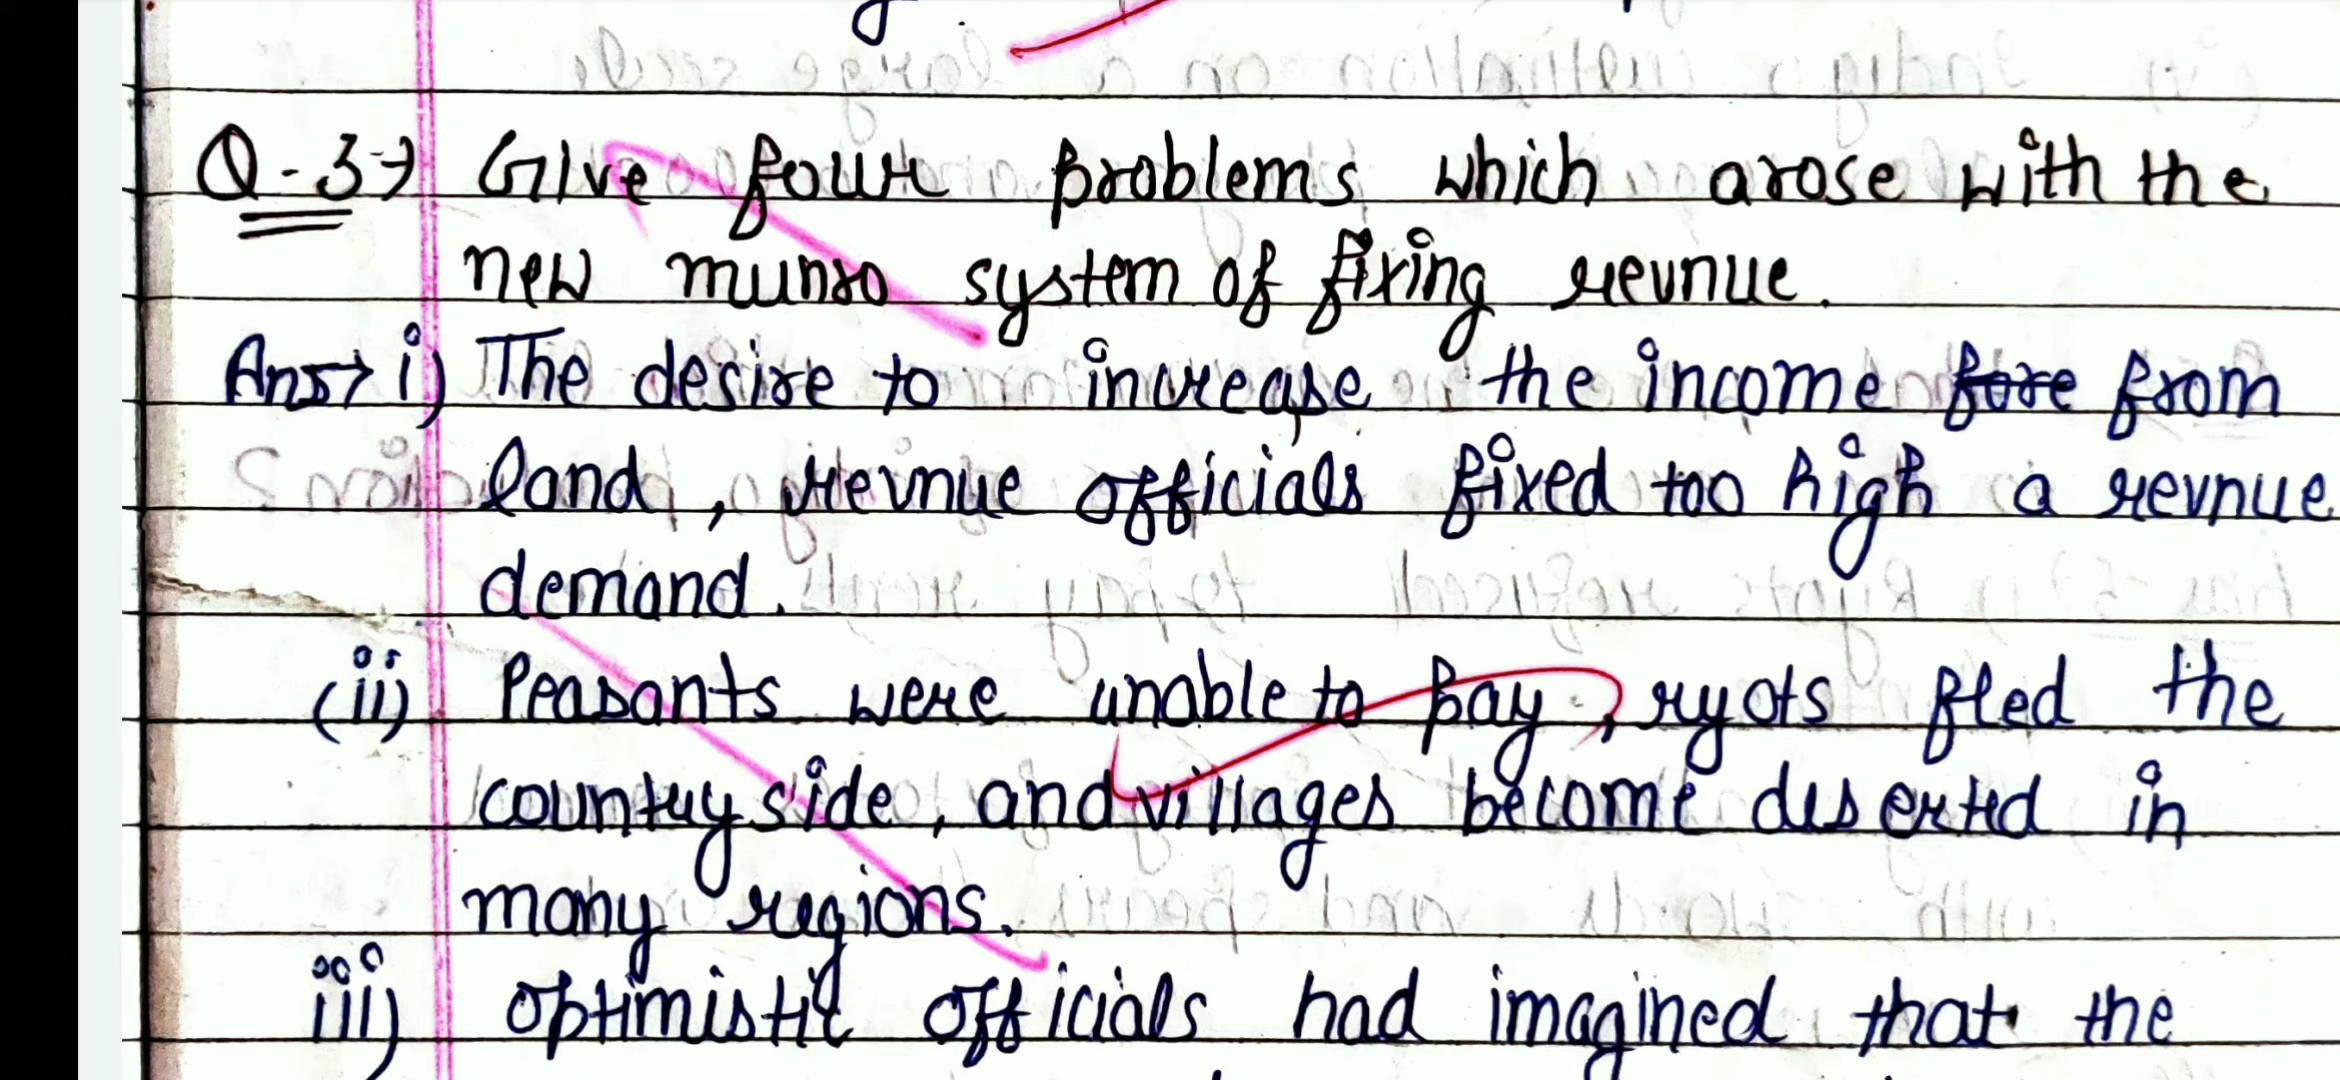 Q-3→ Give four problems which arose with the
new munro system of fixing revnue.
Ans→ i) The desire to increase the income fore from
land, revnue officials fixed too high a revnue
demand.
(ii) Peasants were unable to pay, ryots fled the
countryside, and villages become deserted in
many regions.
iii) optimistic officials had imagined that the